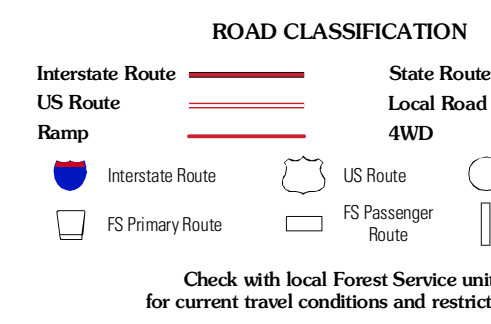 ROAD CLASSIFICATION
Interstate Route State Route
US Route Local Road
Ramp 4WD
Interstate Route US Route
FS Primary Route FS Passenger
Route
Check with local Forest Service unit
for current travel conditions and restrict